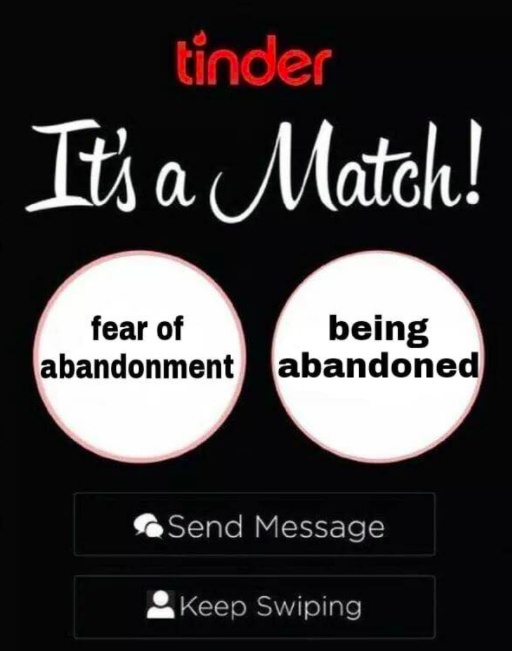 tinder
It's a Match!
fear of
abandonment
being
abandoned
Send Message
Keep Swiping